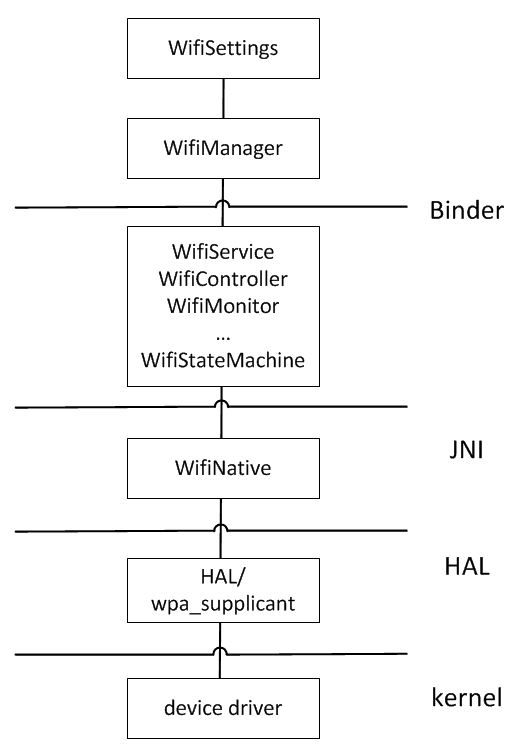 WifiSettings
WifiManager
Binder
WifiService
WifiController
WifiMonitor
...
WifiStateMachine
JNI
WifiNative
HAL
HAL/
wpa_supplicant
kernel
device driver